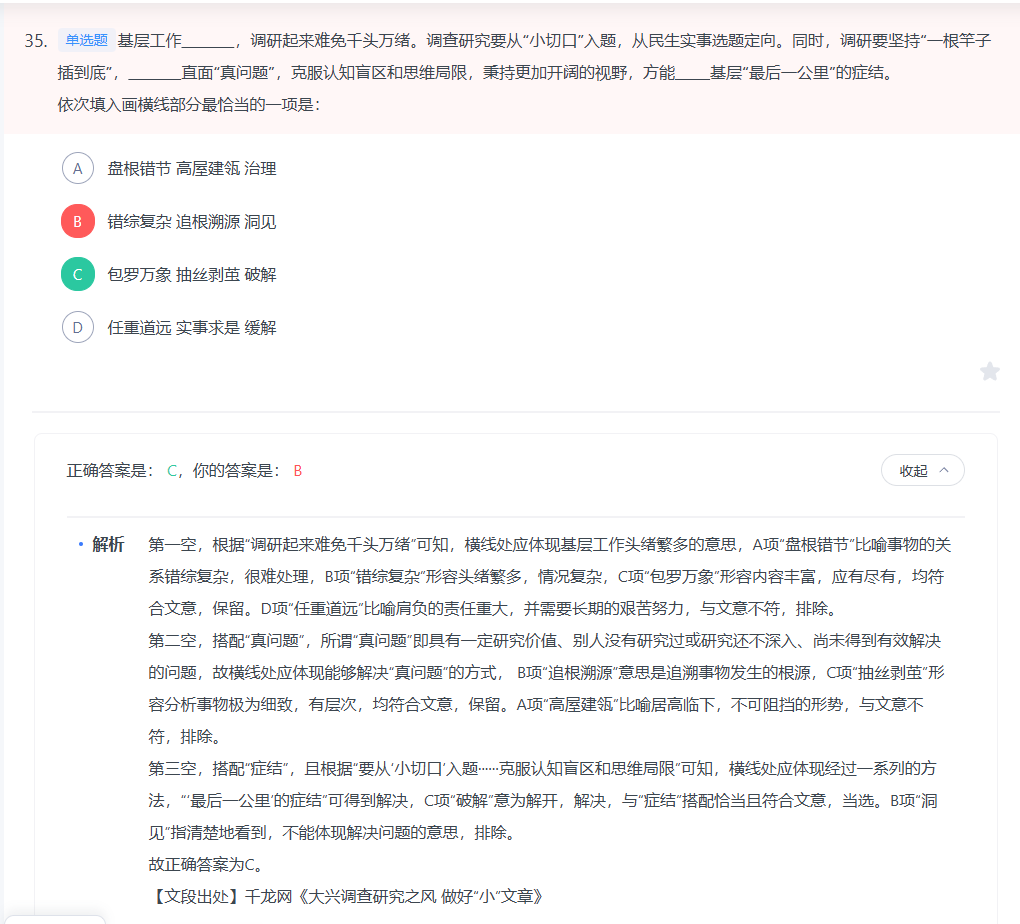 35. 单选题 基层工作_______，调研起来难免千头万绪。调查研究要从“小切口”入题，从民生实事选题定向。同时，调研要坚持“一根竿子
插到底”，_______直面“真问题”，克服认知盲区和思维局限，秉持更加开阔的视野，方能_____基层“最后一公里”的症结。
依次填入画横线部分最恰当的一项是：
A 盘根错节 高屋建瓴 治理
B 错综复杂 追根溯源 洞见
C 包罗万象 抽丝剥茧 破解
D 任重道远 实事求是 缓解
正确答案是： C，你的答案是： B
收起
解析 第一空，根据“调研起来难免千头万绪”可知，横线处应体现基层工作头绪繁多的意思，A项“盘根错节”比喻事物的关
系错综复杂，很难处理，B项“错综复杂”形容头绪繁多，情况复杂，C项“包罗万象”形容内容丰富，应有尽有，均符
合文意，保留。D项“任重道远”比喻肩负的责任重大，并需要长期的艰苦努力，与文意不符，排除。
第二空，搭配“真问题”，所谓“真问题”即具有一定研究价值、别人没有研究过或研究还不深入、尚未得到有效解决
的问题，故横线处应体现能够解决“真问题”的方式， B项“追根溯源”意思是追溯事物发生的根源，C项“抽丝剥茧”形
容分析事物极为细致，有层次，均符合文意，保留。A项“高屋建瓴”比喻居高临下，不可阻挡的形势，与文意不
符，排除。
第三空，搭配“症结”，且根据“要从‘小切口’入题……克服认知盲区和思维局限”可知，横线处应体现经过一系列的方
法，“‘最后一公里’的症结”可得到解决，C项“破解”意为解开，解决，与“症结”搭配恰当且符合文意，当选。B项“洞
见”指清楚地看到，不能体现解决问题的意思，排除。
故正确答案为C。
【文段出处】千龙网《大兴调查研究之风 做好“小”文章》